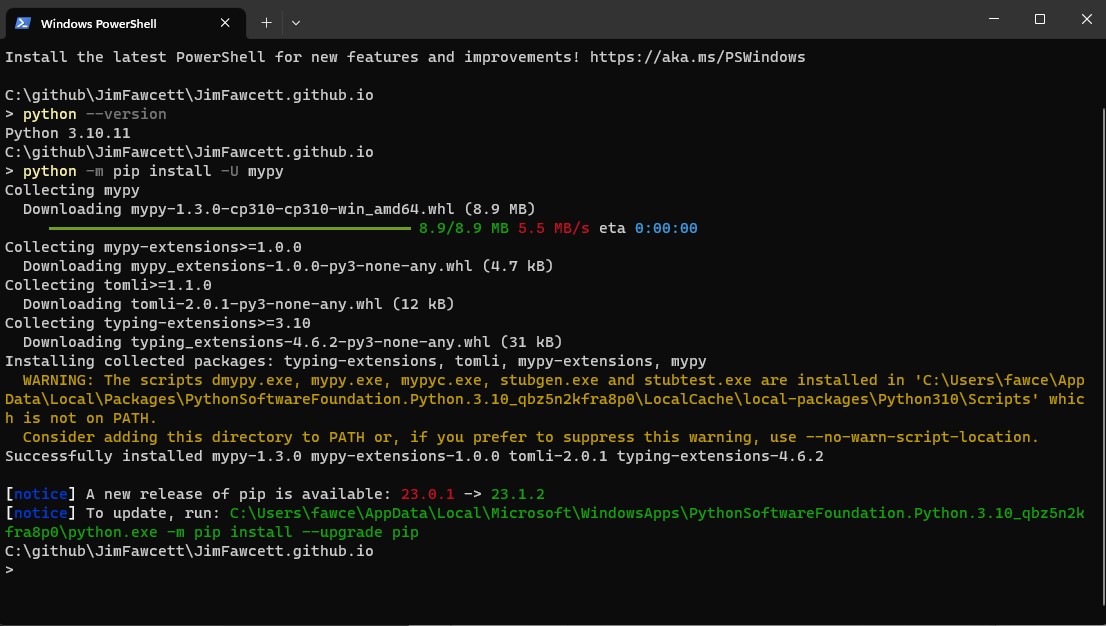 Windows PowerShell
Install the latest PowerShell for new features and improvements! https://aka.ms/PSWindows
C:\github\JimFawcett\JimFawcett.github.io
> python --version
Python 3.10.11
C:\github\JimFawcett\JimFawcett.github.io
> python -m pip install -U mypy
Collecting mypy
Downloading mypy-1.3.0-cp310-cp310-win_amd64.whl (8.9 MB)
8.9/8.9 MB 5.5 MB/s eta 0:00:00
Collecting mypy-extensions>=1.0.0
Downloading mypy_extensions-1.0.0-py3-none-any.whl (4.7 kB)
Collecting tomli>=1.1.0
Downloading tomli-2.0.1-py3-none-any.whl (12 kB)
Collecting typing-extensions>=3.10
Downloading typing_extensions-4.6.2-py3-none-any.whl (31 kB)
Installing collected packages: typing-extensions, tomli, mypy-extensions, mypy
WARNING: The scripts dmypy.exe, mypy.exe, mypyc.exe, stubgen.exe and stubtest.exe are installed in 'C:\Users\fawce\App
Data\Local\Packages\PythonSoftwareFoundation.Python.3.10_qbz5n2kfra8p0\LocalCache\local-packages\Python310\Scripts' whic
h is not on PATH.
Consider adding this directory to PATH or, if you prefer to suppress this warning, use --no-warn-script-location.
Successfully installed mypy-1.3.0 mypy-extensions-1.0.0 tomli-2.0.1 typing-extensions-4.6.2
[notice] A new release of pip is available: 23.0.1 -> 23.1.2
[notice] To update, run: C:\Users\fawce\AppData\Local\Microsoft\WindowsApps\PythonSoftwareFoundation.Python.3.10_qbz5n2k
fra8p0\python.exe -m pip install --upgrade pip
C:\github\JimFawcett\JimFawcett.github.io
>